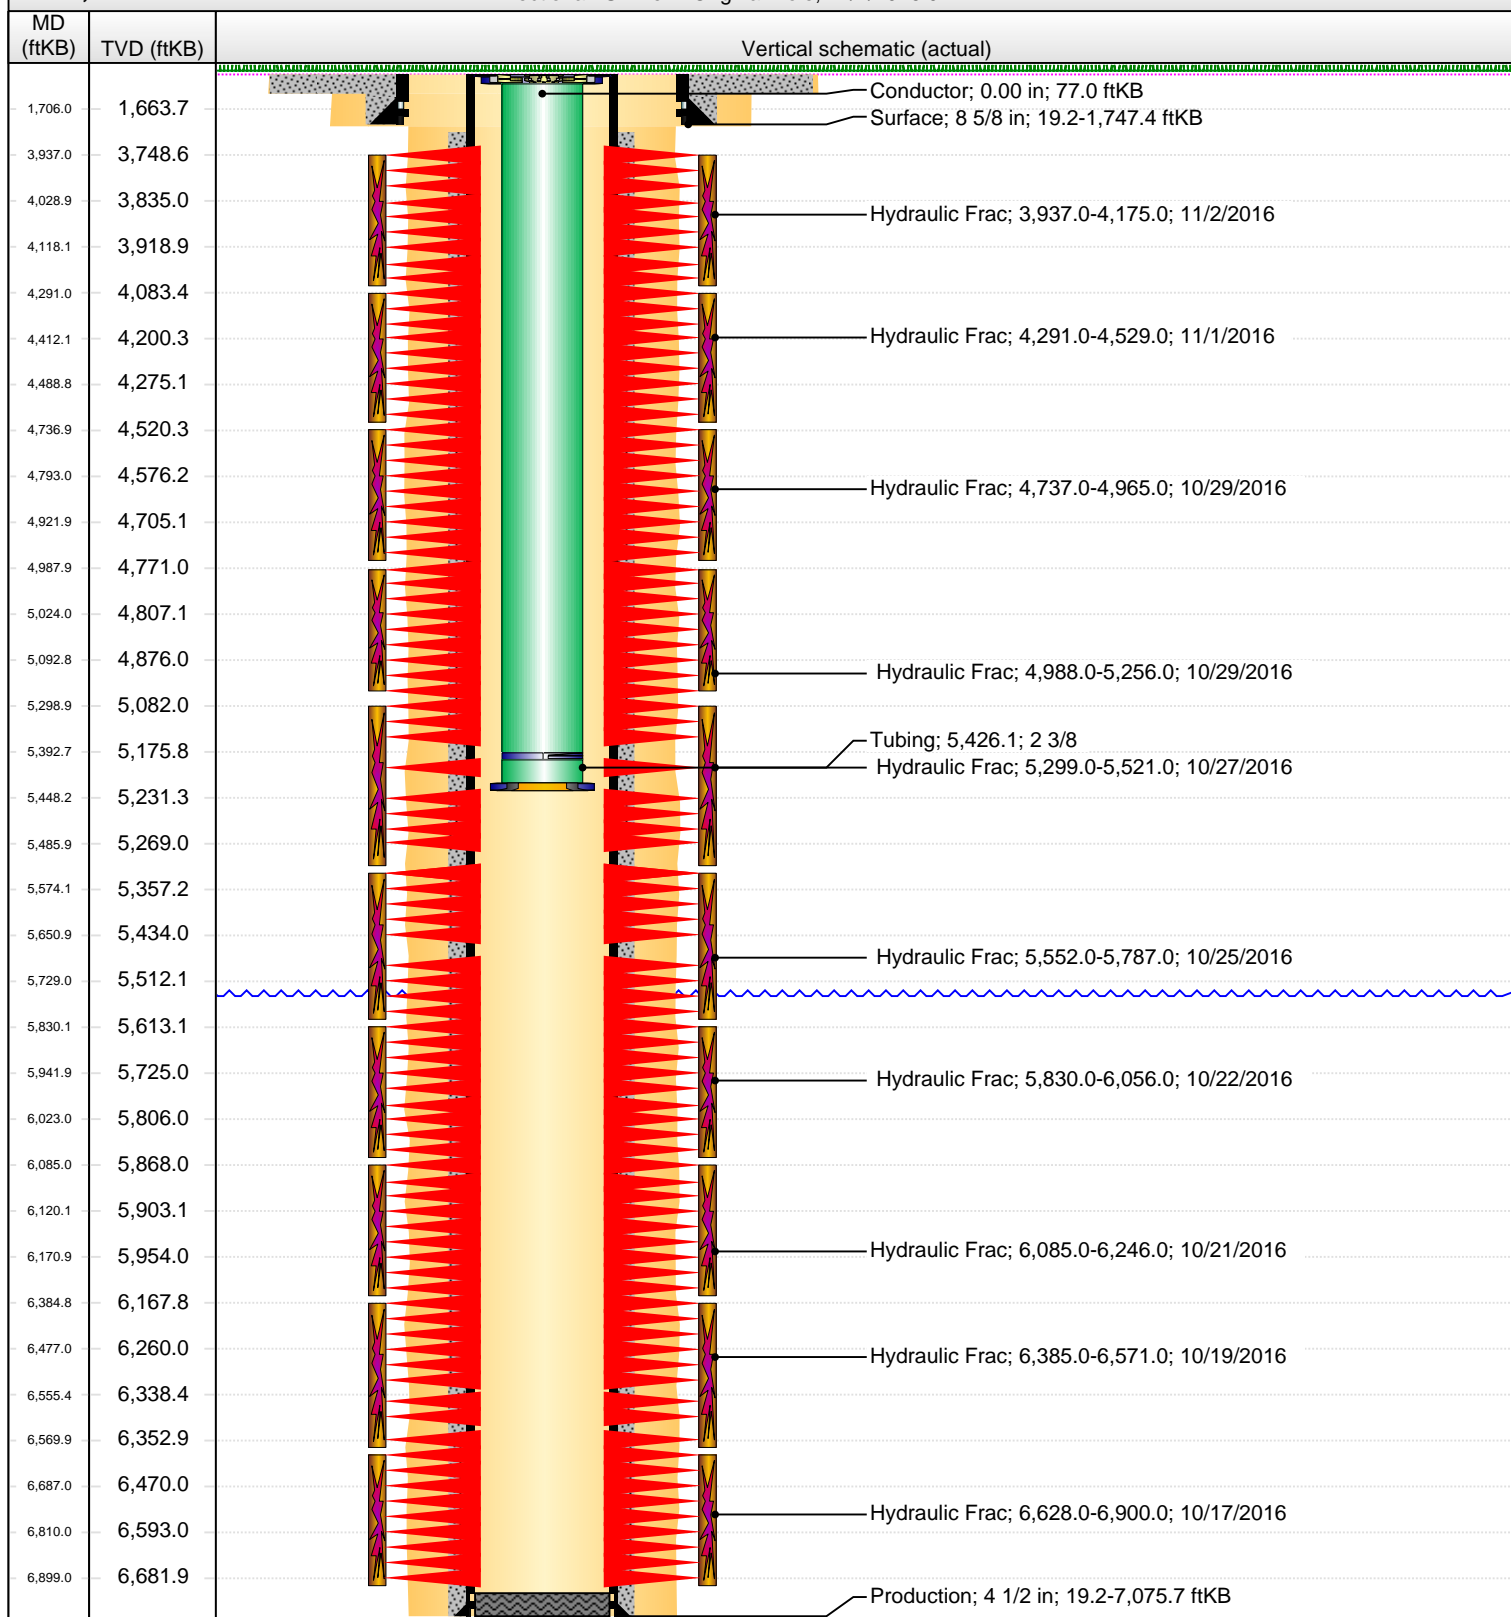 MD
(ftKB) TVD (ftKB) Vertical schematic (actual)
Conductor; 0.00 in; 77.0 ftKB
1,706.0 1,663.7
Surface; 8 5/8 in; 19.2-1,747.4 ftKB
3,937.0 3,748.6
4,028.9 3,835.0
Hydraulic Frac; 3,937.0-4,175.0; 11/2/2016
4,118.1 3,918.9
4,291.0 4,083.4
4,412.1 4,200.3 Hydraulic Frac; 4,291.0-4,529.0; 11/1/2016
4,488.8 4,275.1
4,736.9 4,520.3
4,793.0 4,576.2
Hydraulic Frac; 4,737.0-4,965.0; 10/29/2016
4,921.9 4,705.1
4,987.9 4,771.0
5,024.0 4,807.1
5,092.8 4,876.0
Hydraulic Frac; 4,988.0-5,256.0; 10/29/2016
5,298.9 5,082.0
Tubing; 5,426.1; 2 3/8
5,392.7 5,175.8
Hydraulic Frac; 5,299.0-5,521.0; 10/27/2016
5,448.2 5,231.3
5,485.9 5,269.0
5,574.1 5,357.2
5,650.9 5,434.0
Hydraulic Frac; 5,552.0-5,787.0; 10/25/2016
5,729.0 5,512.1
5,830.1 5,613.1
5,941.9 5,725.0
Hydraulic Frac; 5,830.0-6,056.0; 10/22/2016
6,023.0 5,806.0
6,085.0 5,868.0
6,120.1 5,903.1
6,170.9 5,954.0 Hydraulic Frac; 6,085.0-6,246.0; 10/21/2016
6,384.8 6,167.8
6,477.0 6,260.0
Hydraulic Frac; 6,385.0-6,571.0; 10/19/2016
6,555.4 6,338.4
6,569.9 6,352.9
6,687.0 6,470.0
Hydraulic Frac; 6,628.0-6,900.0; 10/17/2016
6,810.0 6,593.0
6,899.0 6,681.9
Production; 4 1/2 in; 19.2-7,075.7 ftKB